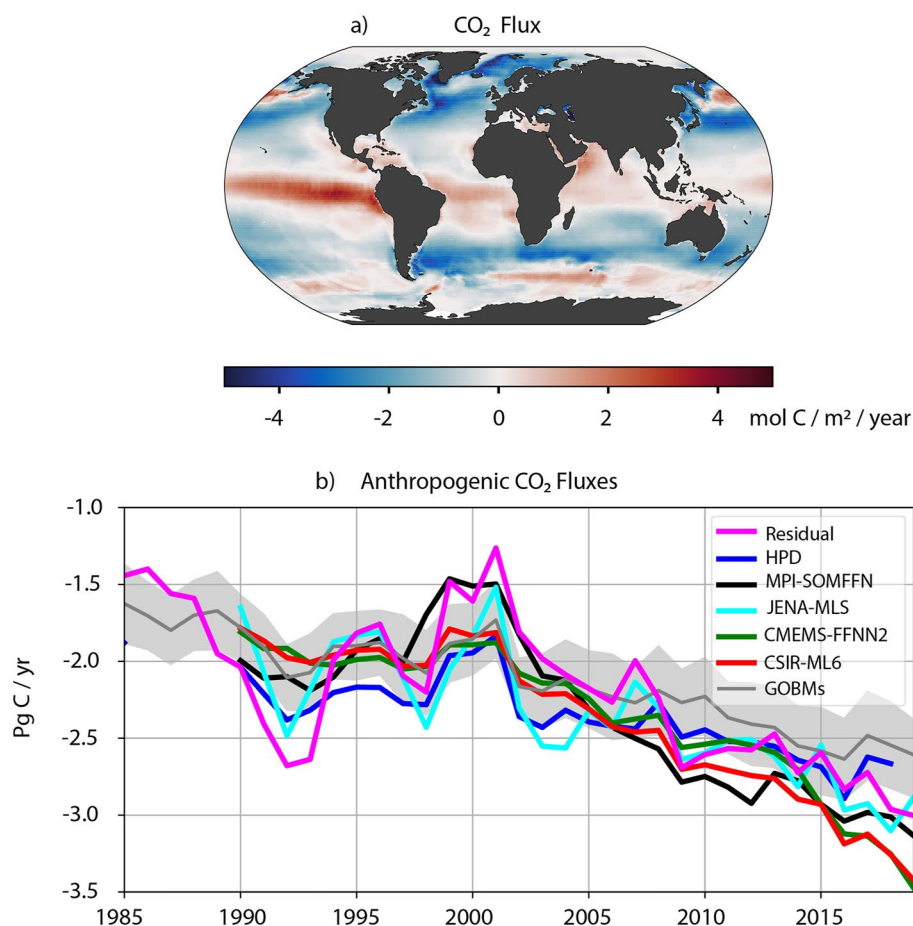 a) CO₂ Flux
-4 -2 0 2 4 mol C / m² / year
b) Anthropogenic CO₂ Fluxes
Pg C / yr
-1.0
-1.5
-2.0
-2.5
-3.0
-3.5
Residual
HPD
MPI-SOMFFN
JENA-MLS
CMEMS-FFNN2
CSIR-ML6
GOBMs
1985 1990 1995 2000 2005 2010 2015